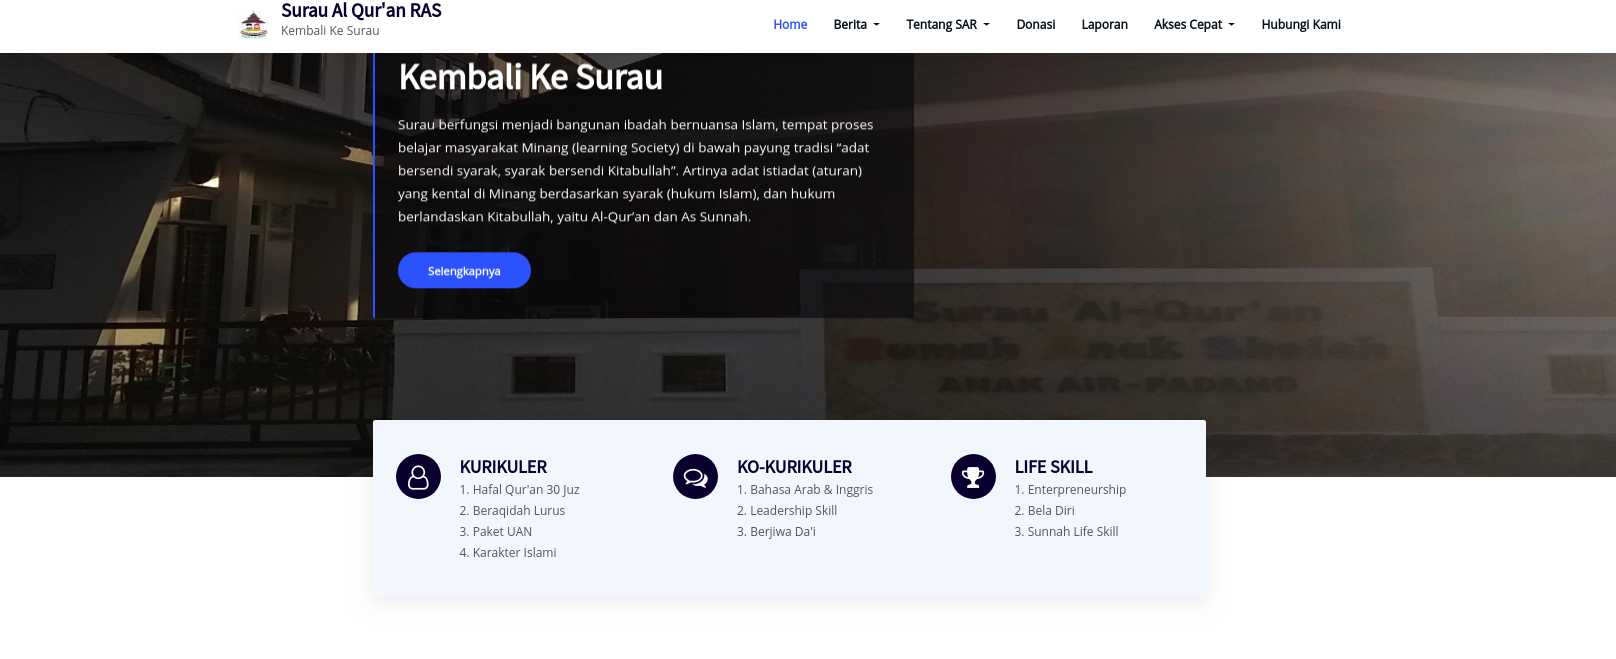 Surau Al Qur'an RAS
Kembali Ke Surau
Home Berita Tentang SAR Donasi Laporan Akses Cepat Hubungi Kami
Kembali Ke Surau
Surau berfungsi menjadi bangunan ibadah bernuansa Islam, tempat proses
belajar masyarakat Minang (learning Society) di bawah payung tradisi “adat
bersendi syarak, syarak bersendi Kitabullah”. Artinya adat istiadat (aturan)
yang kental di Minang berdasarkan syarak (hukum Islam), dan hukum
berlandaskan Kitabullah, yaitu Al-Qur’an dan As Sunnah.
Selengkapnya
Surau Al-Qur'an
Rumah Anak Sholeh
ANAK AIR-PADANG
KURIKULER
1. Hafal Qur'an 30 Juz
2. Beraqidah Lurus
3. Paket UAN
4. Karakter Islami
KO-KURIKULER
1. Bahasa Arab & Inggris
2. Leadership Skill
3. Berjiwa Da'i
LIFE SKILL
1. Enterpreneurship
2. Bela Diri
3. Sunnah Life Skill